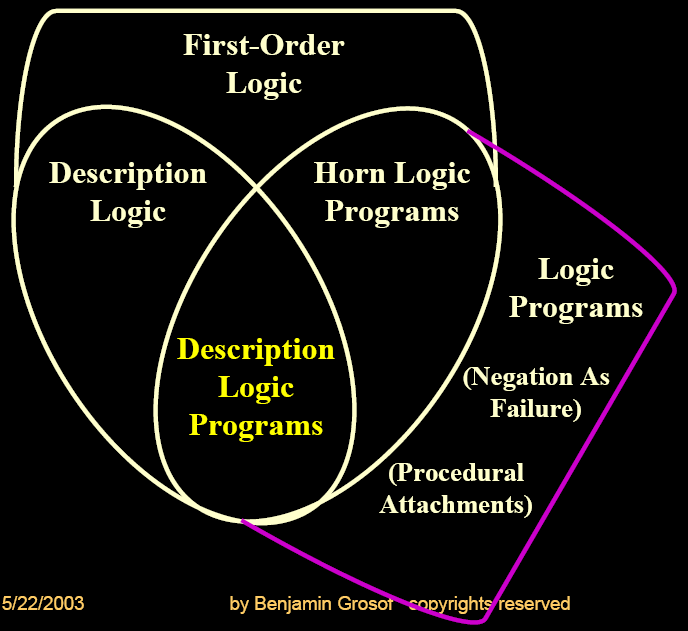 First-Order
Logic
Description
Logic
Horn Logic
Programs
Logic
Programs
Description
Logic
Programs
(Negation As
Failure)
(Procedural
Attachments)
5/22/2003
by Benjamin Grosof copyrights reserved